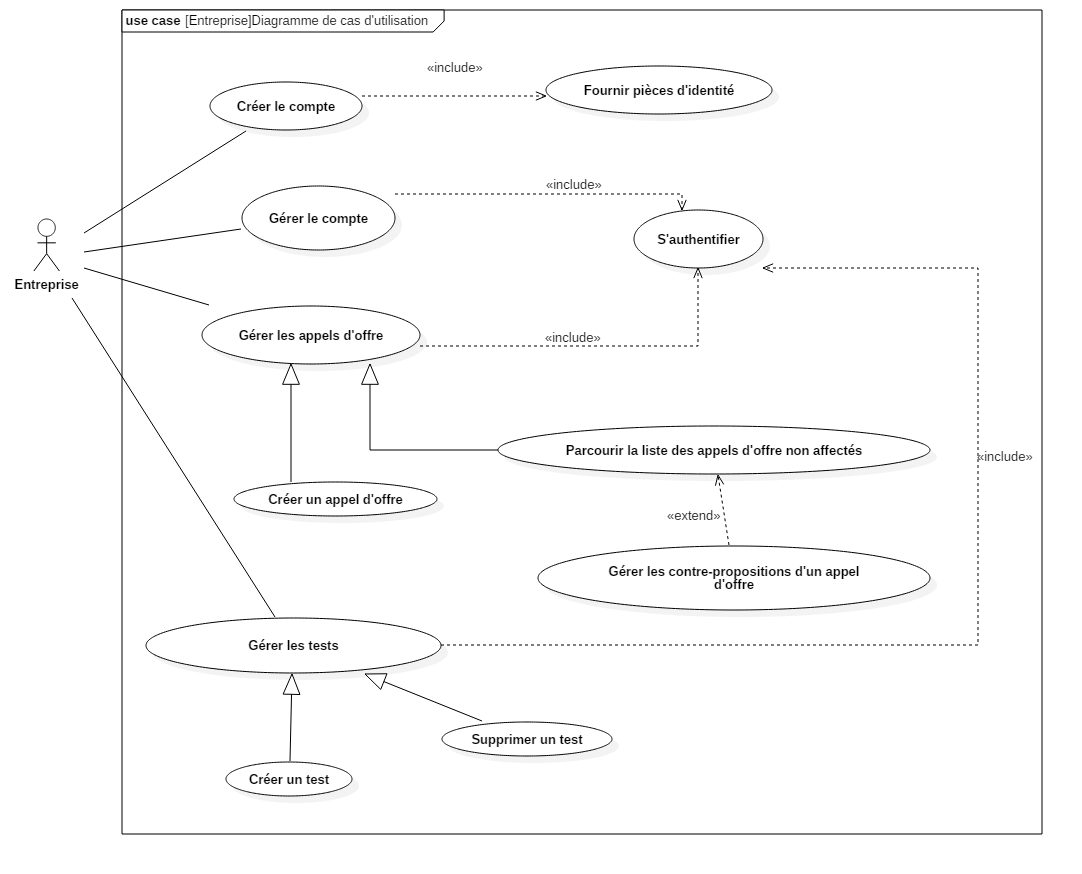 use case [Entreprise]Diagramme de cas d'utilisation
«include»
Créer le compte
Fournir pièces d'identité
«include»
Gérer le compte
S'authentifier
Entreprise
Gérer les appels d'offre
«include»
Parcourir la liste des appels d'offre non affectés
«include»
Créer un appel d'offre
«extend»
Gérer les contre-propositions d'un appel
d'offre
Gérer les tests
Supprimer un test
Créer un test